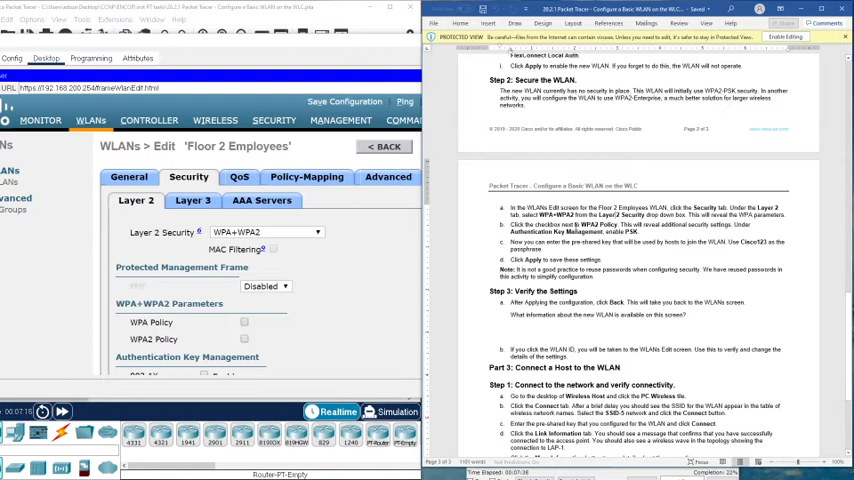 C:\Users\
20.2.1 Packet Tracer - Configure a Basic WLAN on the WLC.pka
Options View Tools Extensions Window Help
Config Desktop Programming Attributes
URL https://192.168.200.254/frameWlanEdit.html
Save Configuration Ping
MONITOR WLANs CONTROLLER WIRELESS SECURITY MANAGEMENT COMMA
WLANs > Edit 'Floor 2 Employees'
< BACK
General Security QoS Policy-Mapping Advanced
Layer 2 Layer 3 AAA Servers
Layer 2 Security 6 WPA+WPA2
MAC Filtering 9
Protected Management Frame
PMF Disabled
WPA+WPA2 Parameters
WPA Policy
WPA2 Policy
Authentication Key Management
802.1X
:00:07:15
Realtime Simulation
4331 4321 1941 2901 2911 819IOX 819HGW 829 1240 PT-Router PT-Empty
Router-PT-Empty
20.2.1 Packet Tracer - Configure a Basic WLAN on the WLC... - Saved
File Home Insert Design Layout References Mailings Review View Help
Share Comments
PROTECTED VIEW Be careful—files from the Internet can contain viruses. Unless you need to edit, it's safer to stay in Protected View. Enable Editing
FlexConnect Local Auth
i. Click Apply to enable the new WLAN. If you forget to do this, the WLAN will not operate.
Step 2: Secure the WLAN.
The new WLAN currently has no security in place. This WLAN will initially use WPA2-PSK security. In another
activity, you will configure the WLAN to use WPA2-Enterprise, a much better solution for larger wireless
networks.
© 2019 - 2020 Cisco and/or its affiliates. All rights reserved. Cisco Public Page 2 of 3 www.netacad.com
Packet Tracer - Configure a Basic WLAN on the WLC
a. In the WLANs Edit screen for the Floor 2 Employees WLAN, click the Security tab. Under the Layer 2
tab, select WPA+WPA2 from the Layer 2 Security drop down box. This will reveal the WPA parameters.
b. Click the checkbox next to WPA2 Policy. This will reveal additional security settings. Under
Authentication Key Management, enable PSK.
c. Now you can enter the pre-shared key that will be used by hosts to join the WLAN. Use Cisco123 as the
passphrase.
d. Click Apply to save these settings.
Note: It is not a good practice to reuse passwords when configuring security. We have reused passwords in
this activity to simplify configuration.
Step 3: Verify the Settings
a. After Applying the configuration, click Back. This will take you back to the WLANs screen.
What information about the new WLAN is available on this screen?
b. If you click the WLAN ID, you will be taken to the WLANs Edit screen. Use this to verify and change the
details of the settings.
Part 3: Connect a Host to the WLAN
Step 1: Connect to the network and verify connectivity.
a. Go to the desktop of Wireless Host and click the PC Wireless tile.
b. Click the Connect tab. After a brief delay you should see the SSID for the WLAN appear in the table of
wireless network names. Select the SSID-5 network and click the Connect button.
c. Enter the pre-shared key that you configured for the WLAN and click Connect.
d. Click the Link Information tab. You should see a message that confirms that you have successfully
connected to the access point. You should also see a wireless wave in the topology showing the
connection to LAP-1.
Page 3 of 3 1101 words Text Predictions: On Focus 100%
Time Elapsed: 00:07:38 Completion: 22%